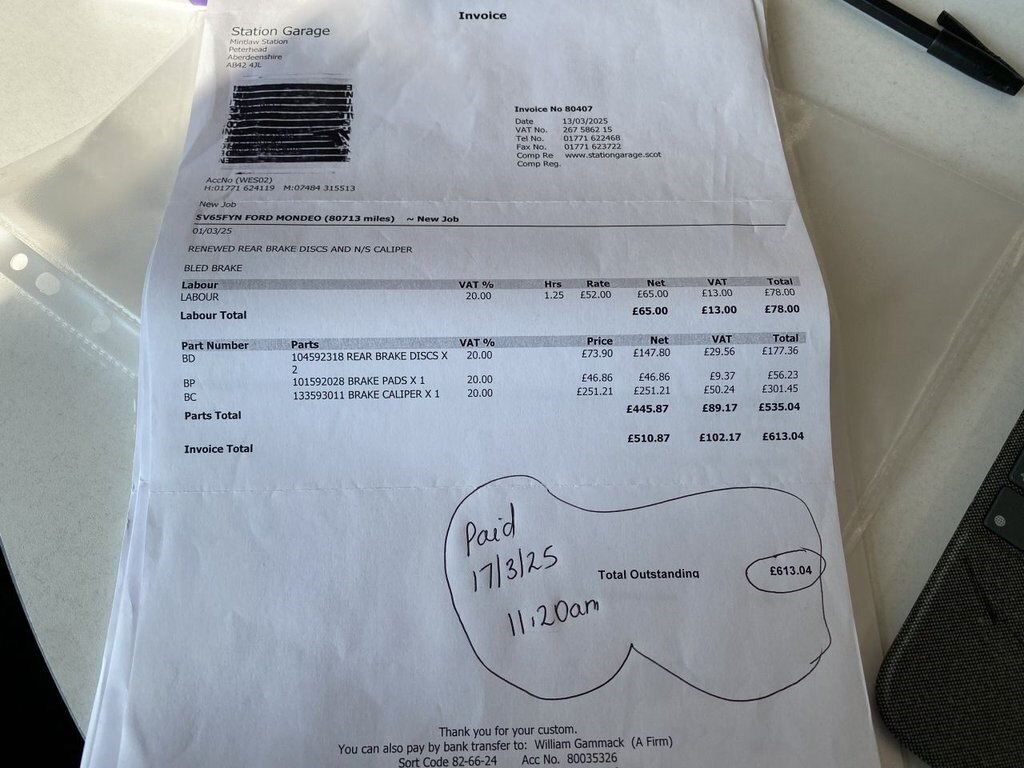 Invoice
Station Garage
Mintlaw Station
Peterhead
Aberdeenshire
AB42 4JL
Invoice No 80407
Date 13/03/2025
VAT No. 267 5862 15
Tel No. 01771 622468
Fax No. 01771 623722
Comp Re www.stationgarage.scot
Comp Reg.
AccNo (WES02)
H:01771 624119 M:07484 315513
New Job
SV65FYN FORD MONDEO (80713 miles) ~ New Job
01/03/25
RENEWED REAR BRAKE DISCS AND N/S CALIPER
BLED BRAKE
Labour VAT % Hrs Rate Net VAT Total
LABOUR 20.00 1.25 £52.00 £65.00 £13.00 £78.00
Labour Total £65.00 £13.00 £78.00
Part Number Parts VAT % Price Net VAT Total
BD 104592318 REAR BRAKE DISCS X 20.00 £73.90 £147.80 £29.56 £177.36
2
BP 101592028 BRAKE PADS X 1 20.00 £46.86 £46.86 £9.37 £56.23
BC 133593011 BRAKE CALIPER X 1 20.00 £251.21 £251.21 £50.24 £301.45
Parts Total £445.87 £89.17 £535.04
Invoice Total £510.87 £102.17 £613.04
Paid
17/3/25
11:20am
Total Outstanding £613.04
Thank you for your custom.
You can also pay by bank transfer to: William Gammack (A Firm)
Sort Code 82-66-24 Acc No. 80035326